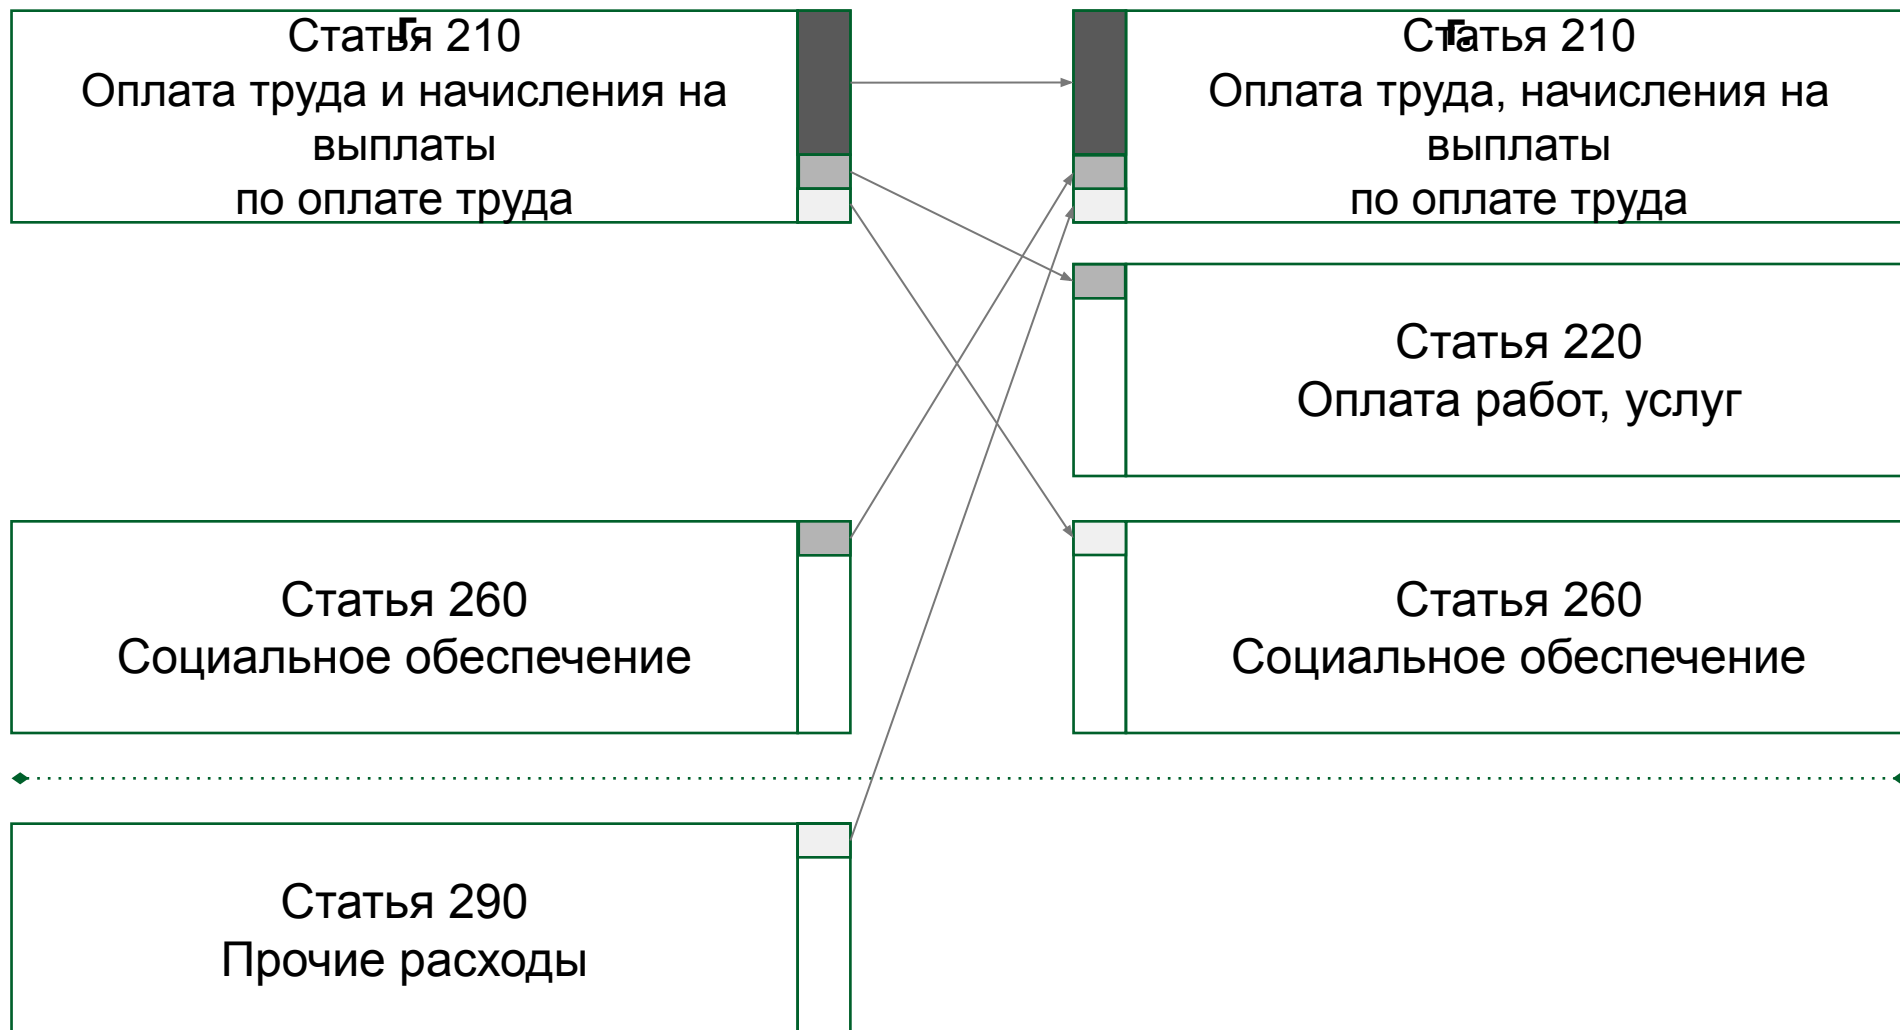 г.
Статья 210
Оплата труда и начисления на
выплаты
по оплате труда
г.
Статья 210
Оплата труда, начисления на
выплаты
по оплате труда
Статья 220
Оплата работ, услуг
Статья 260
Социальное обеспечение
Статья 260
Социальное обеспечение
Статья 290
Прочие расходы